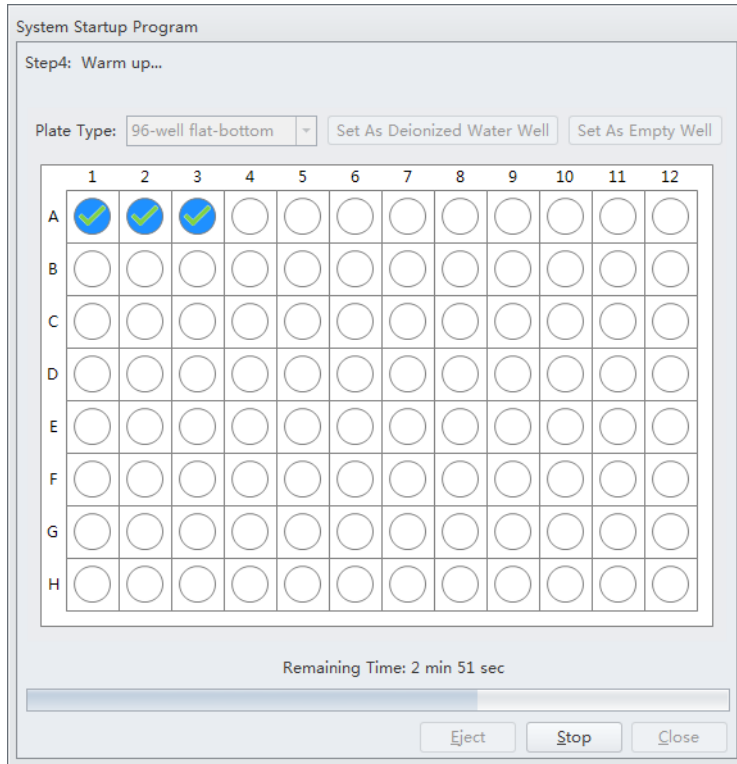 System Startup Program
Step4: Warm up...
Plate Type: 96-well flat-bottom Set As Deionized Water Well Set As Empty Well
1 2 3 4 5 6 7 8 9 10 11 12
A
B
C
D
E
F
G
H
Remaining Time: 2 min 51 sec
Eject Stop Close